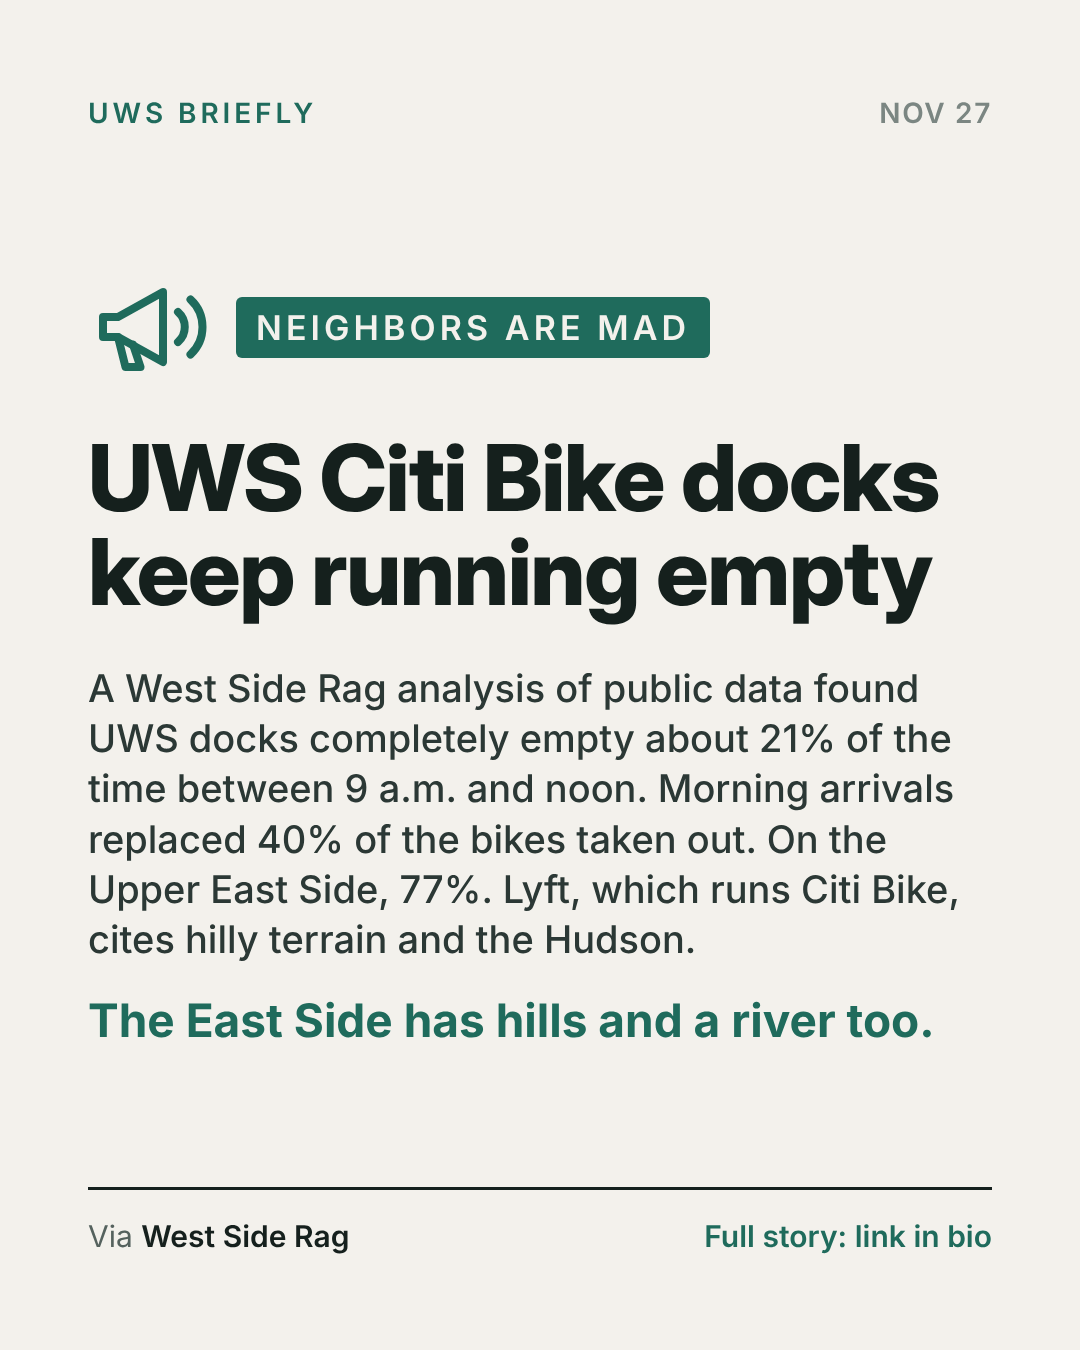 UWS BRIEFLY
NOV 27
NEIGHBORS ARE MAD
UWS Citi Bike docks
keep running empty
A West Side Rag analysis of public data found
UWS docks completely empty about 21% of the
time between 9 a.m. and noon. Morning arrivals
replaced 40% of the bikes taken out. On the
Upper East Side, 77%. Lyft, which runs Citi Bike,
cites hilly terrain and the Hudson.
The East Side has hills and a river too.
Via West Side Rag
Full story: link in bio